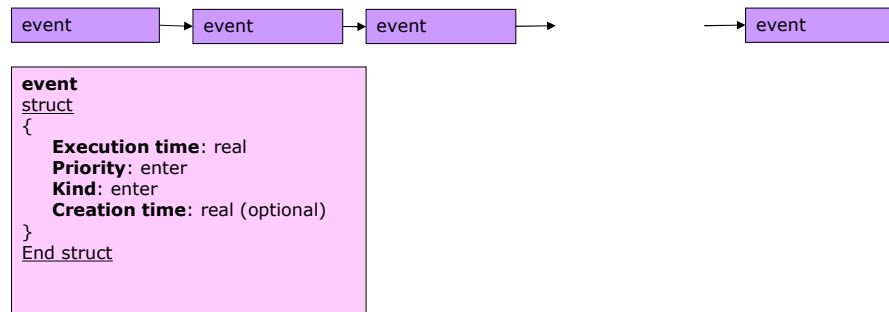 event
event
event
event
event
struct
{
Execution time: real
Priority: enter
Kind: enter
Creation time: real (optional)
}
End struct